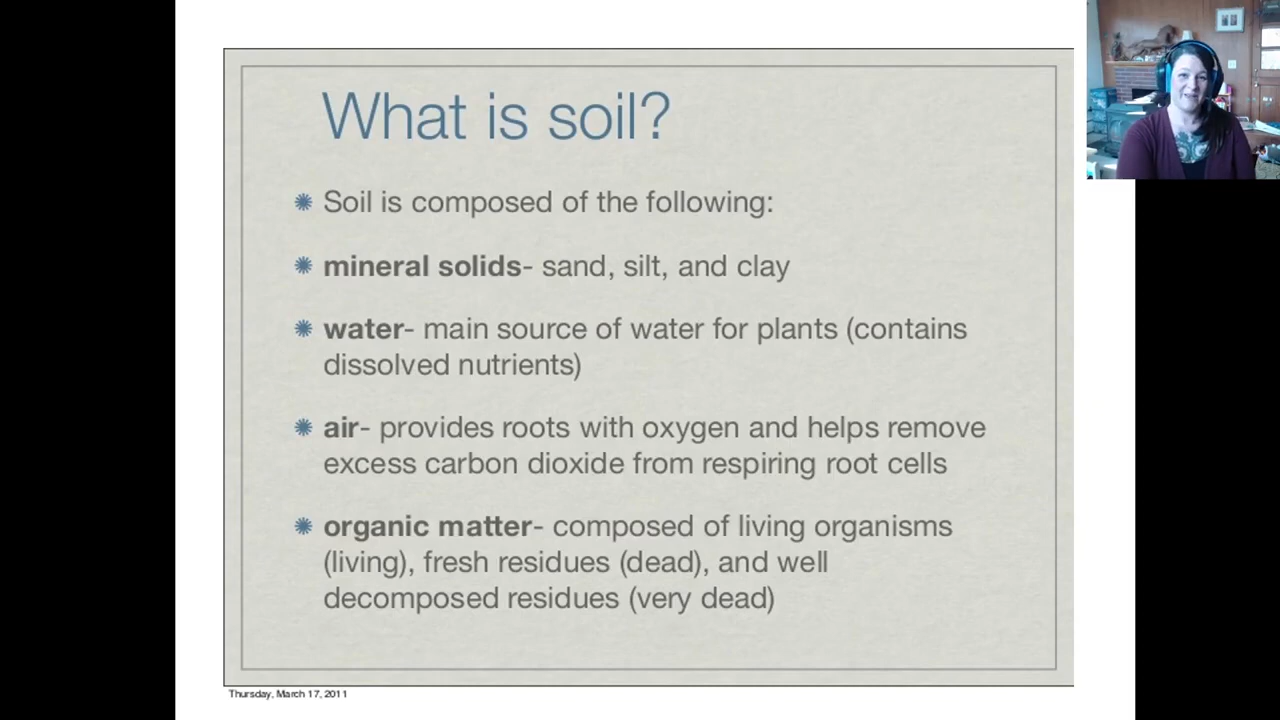 What is soil?
Soil is composed of the following:
mineral solids- sand, silt, and clay
water- main source of water for plants (contains
dissolved nutrients)
air- provides roots with oxygen and helps remove
excess carbon dioxide from respiring root cells
organic matter- composed of living organisms
(living), fresh residues (dead), and well
decomposed residues (very dead)
Thursday, March 17, 2011